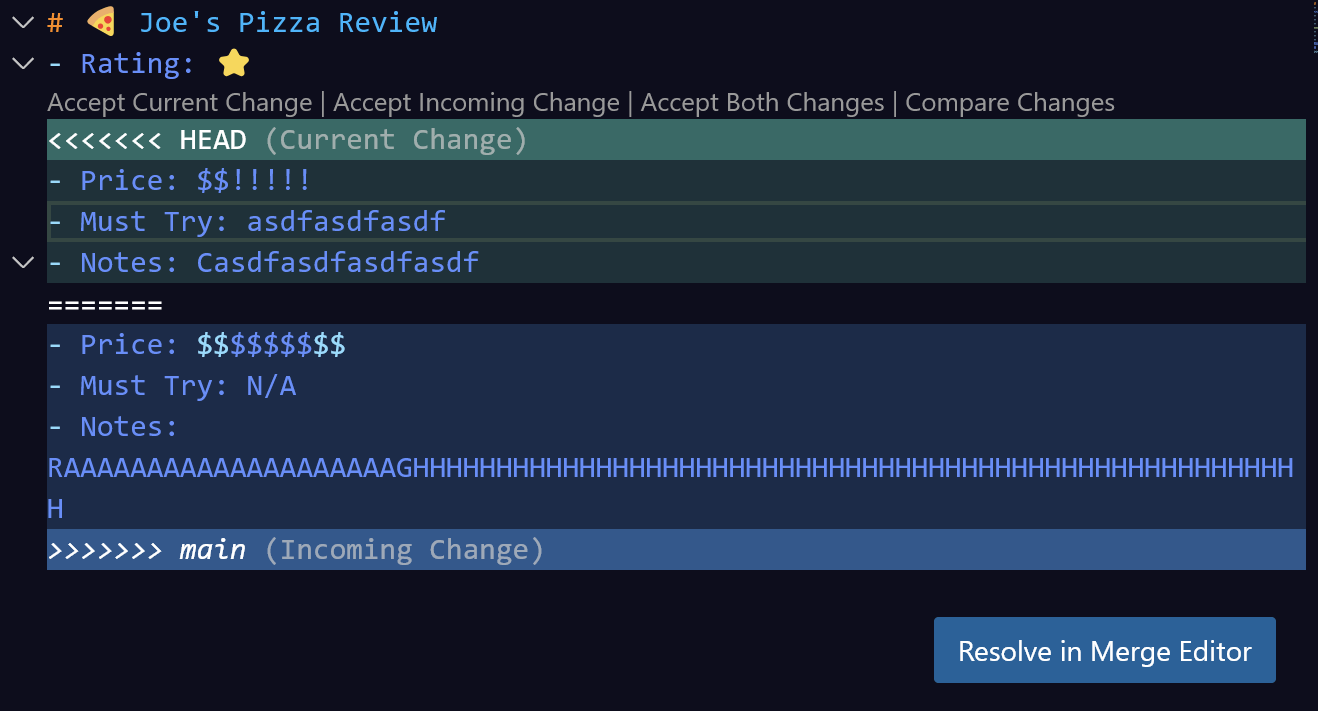 # 🍕 Joe's Pizza Review
- Rating: ⭐
Accept Current Change | Accept Incoming Change | Accept Both Changes | Compare Changes
<<<<<<< HEAD (Current Change)
- Price: $$!!!!!
- Must Try: asdfasdfasdf
- Notes: Casdfasdfasdfasdf
=======
- Price: $$$$$$$$$
- Must Try: N/A
- Notes:
RAAAAAAAAAAAAAAAAAAAAGHHHHHHHHHHHHHHHHHHHHHHHHHHHHHHHHHHHHHHHHHHHHHHHHHHHHH
H
>>>>>>> main (Incoming Change)
Resolve in Merge Editor